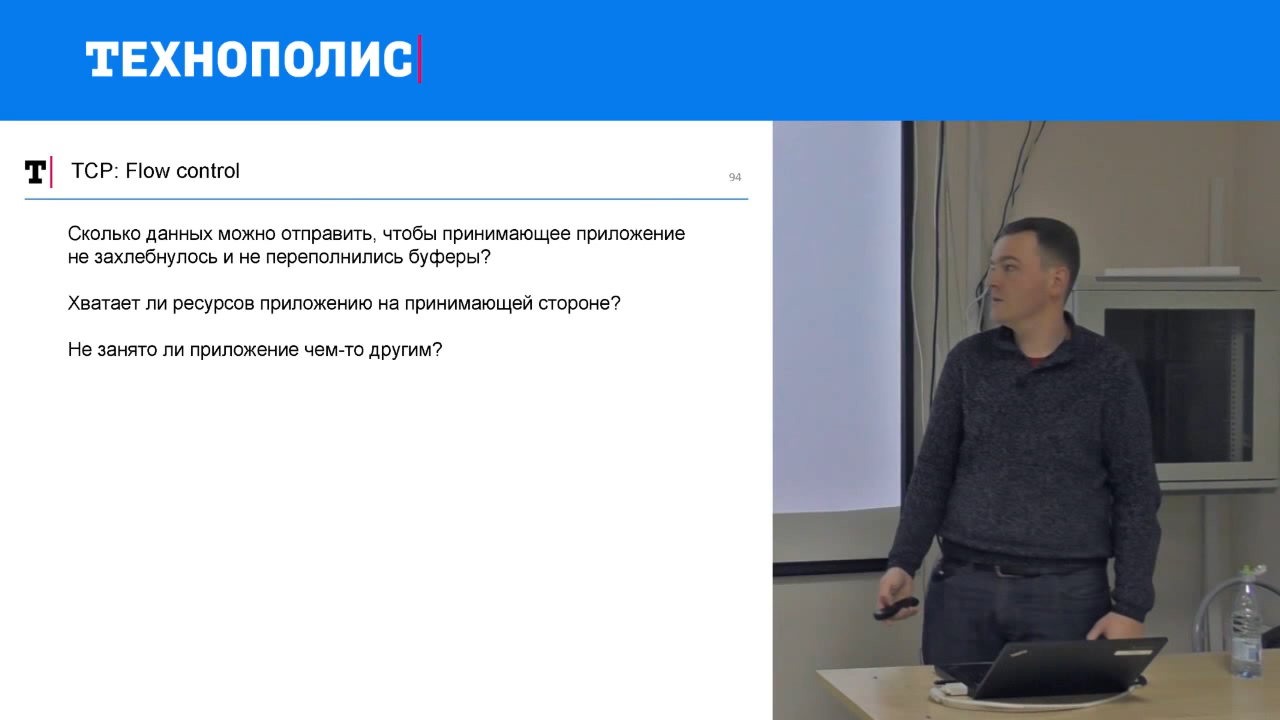 ТЕХНОПОЛИС
Т
TCP: Flow control
94
Сколько данных можно отправить, чтобы принимающее приложение
не захлебнулось и не переполнились буферы?
Хватает ли ресурсов приложению на принимающей стороне?
Не занято ли приложение чем-то другим?